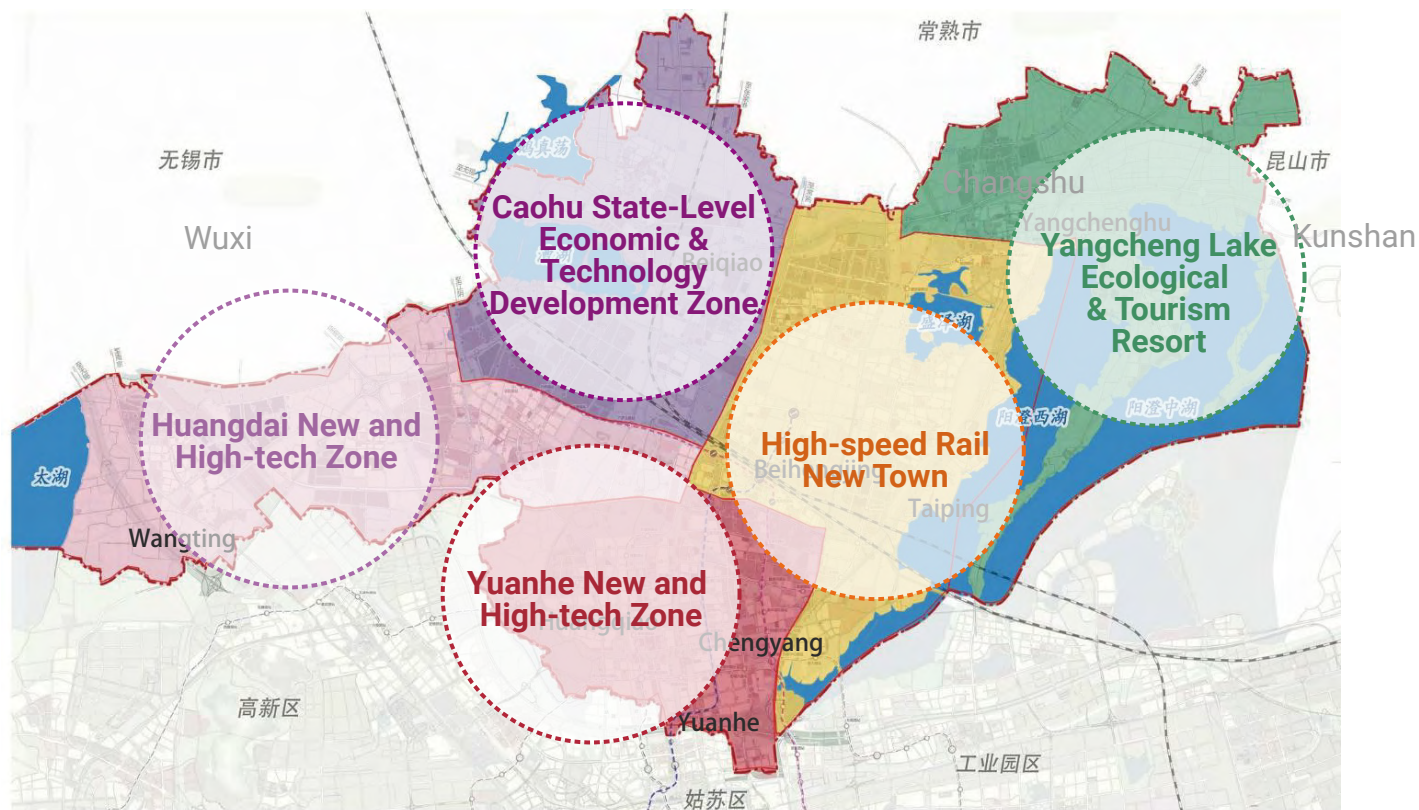 常熟市
无锡市
昆山市
Changshu
Wuxi
Yangchenghu
Kunshan
Caohu State-Level
Economic &
Technology
Development Zone
Beiqiao
Yangcheng Lake
Ecological
& Tourism
Resort
盛泽湖
阳澄西湖
阳澄中湖
Huangdai New and
High-tech Zone
High-speed Rail
New Town
Beihengjing
太湖
Taiping
Wangting
Yuanhe New and
High-tech Zone
Huangqiao
Chengyang
Yuanhe
高新区
工业园区
姑苏区